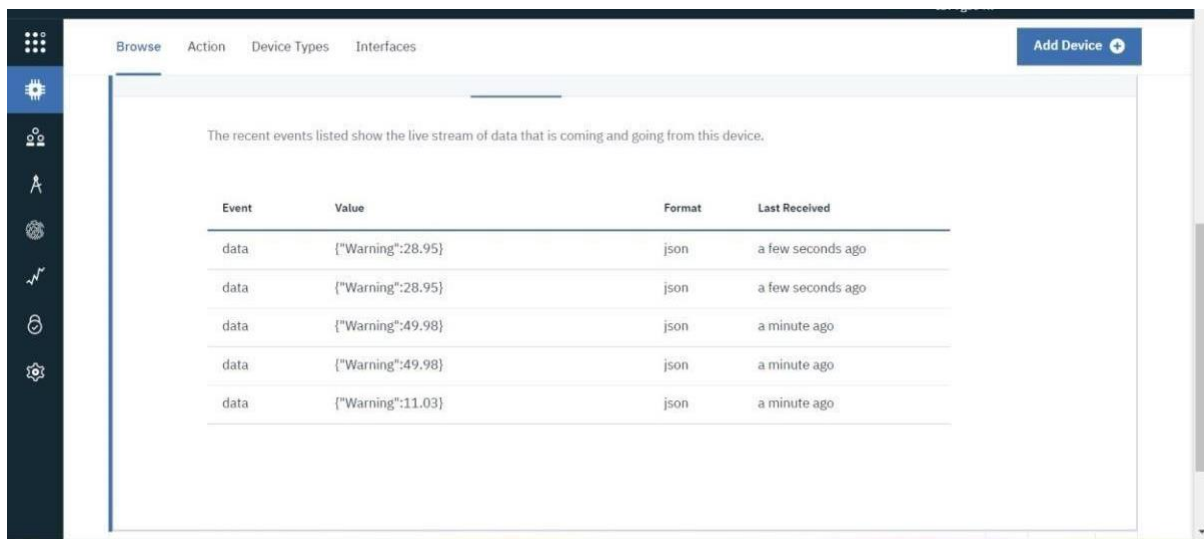 Browse Action Device Types Interfaces Add Device
The recent events listed show the live stream of data that is coming and going from this device.
Event Value Format Last Received
data {"Warning":28.95} json a few seconds ago
data {"Warning":28.95} json a few seconds ago
data {"Warning":49.98} json a minute ago
data {"Warning":49.98} json a minute ago
data {"Warning":11.03} json a minute ago